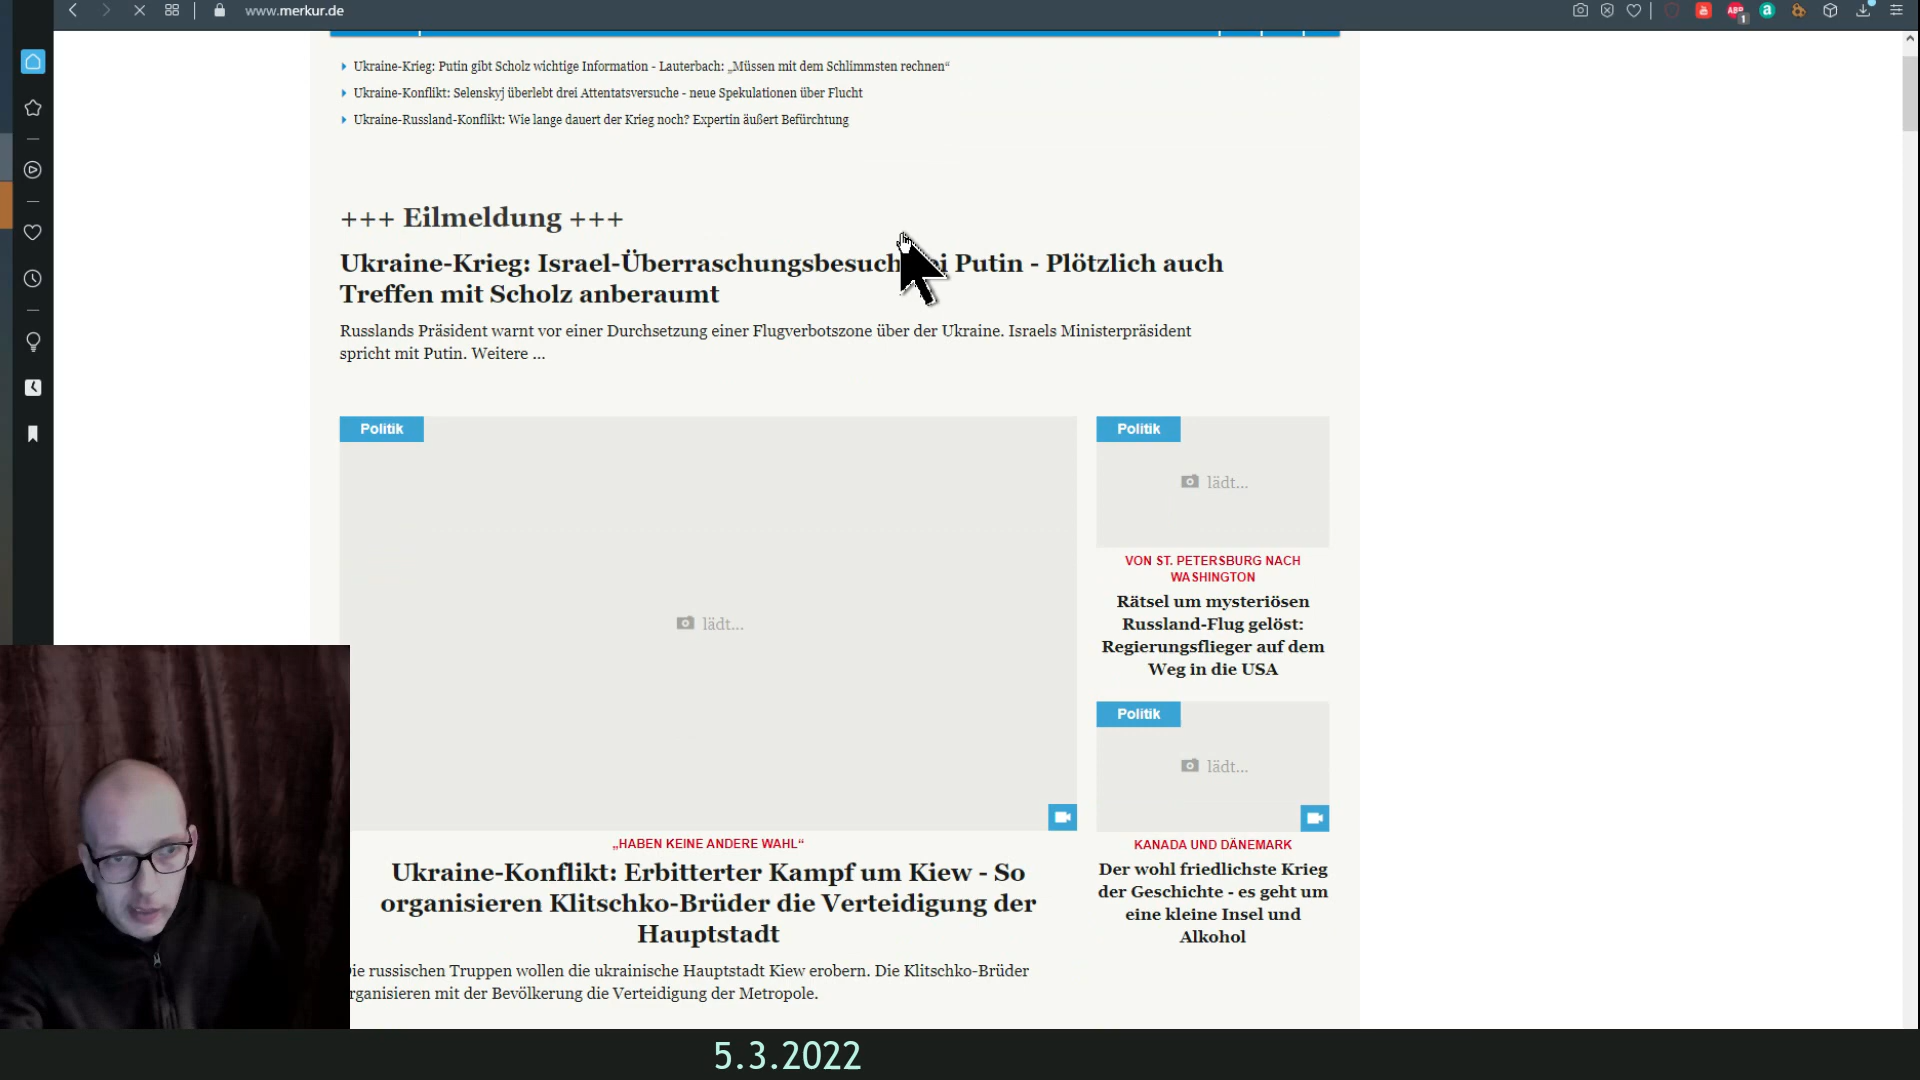 www.merkur.de
Ukraine-Krieg: Putin gibt Scholz wichtige Information - Lauterbach: „Müssen mit dem Schlimmsten rechnen“
Ukraine-Konflikt: Selenskyj überlebt drei Attentatsversuche - neue Spekulationen über Flucht
Ukraine-Russland-Konflikt: Wie lange dauert der Krieg noch? Expertin äußert Befürchtung
+++ Eilmeldung +++
Ukraine-Krieg: Israel-Überraschungsbesuch Putin - Plötzlich auch
Treffen mit Scholz anberaumt
Russlands Präsident warnt vor einer Durchsetzung einer Flugverbotszone über der Ukraine. Israels Ministerpräsident
spricht mit Putin. Weitere ...
Politik
lädt...
„HABEN KEINE ANDERE WAHL“
Ukraine-Konflikt: Erbitterter Kampf um Kiew - So
organisieren Klitschko-Brüder die Verteidigung der
Hauptstadt
ie russischen Truppen wollen die ukrainische Hauptstadt Kiew erobern. Die Klitschko-Brüder
rganisieren mit der Bevölkerung die Verteidigung der Metropole.
Politik
lädt...
VON ST. PETERSBURG NACH
WASHINGTON
Rätsel um mysteriösen
Russland-Flug gelöst:
Regierungsflieger auf dem
Weg in die USA
Politik
lädt...
KANADA UND DÄNEMARK
Der wohl friedlichste Krieg
der Geschichte - es geht um
eine kleine Insel und
Alkohol
5.3.2022